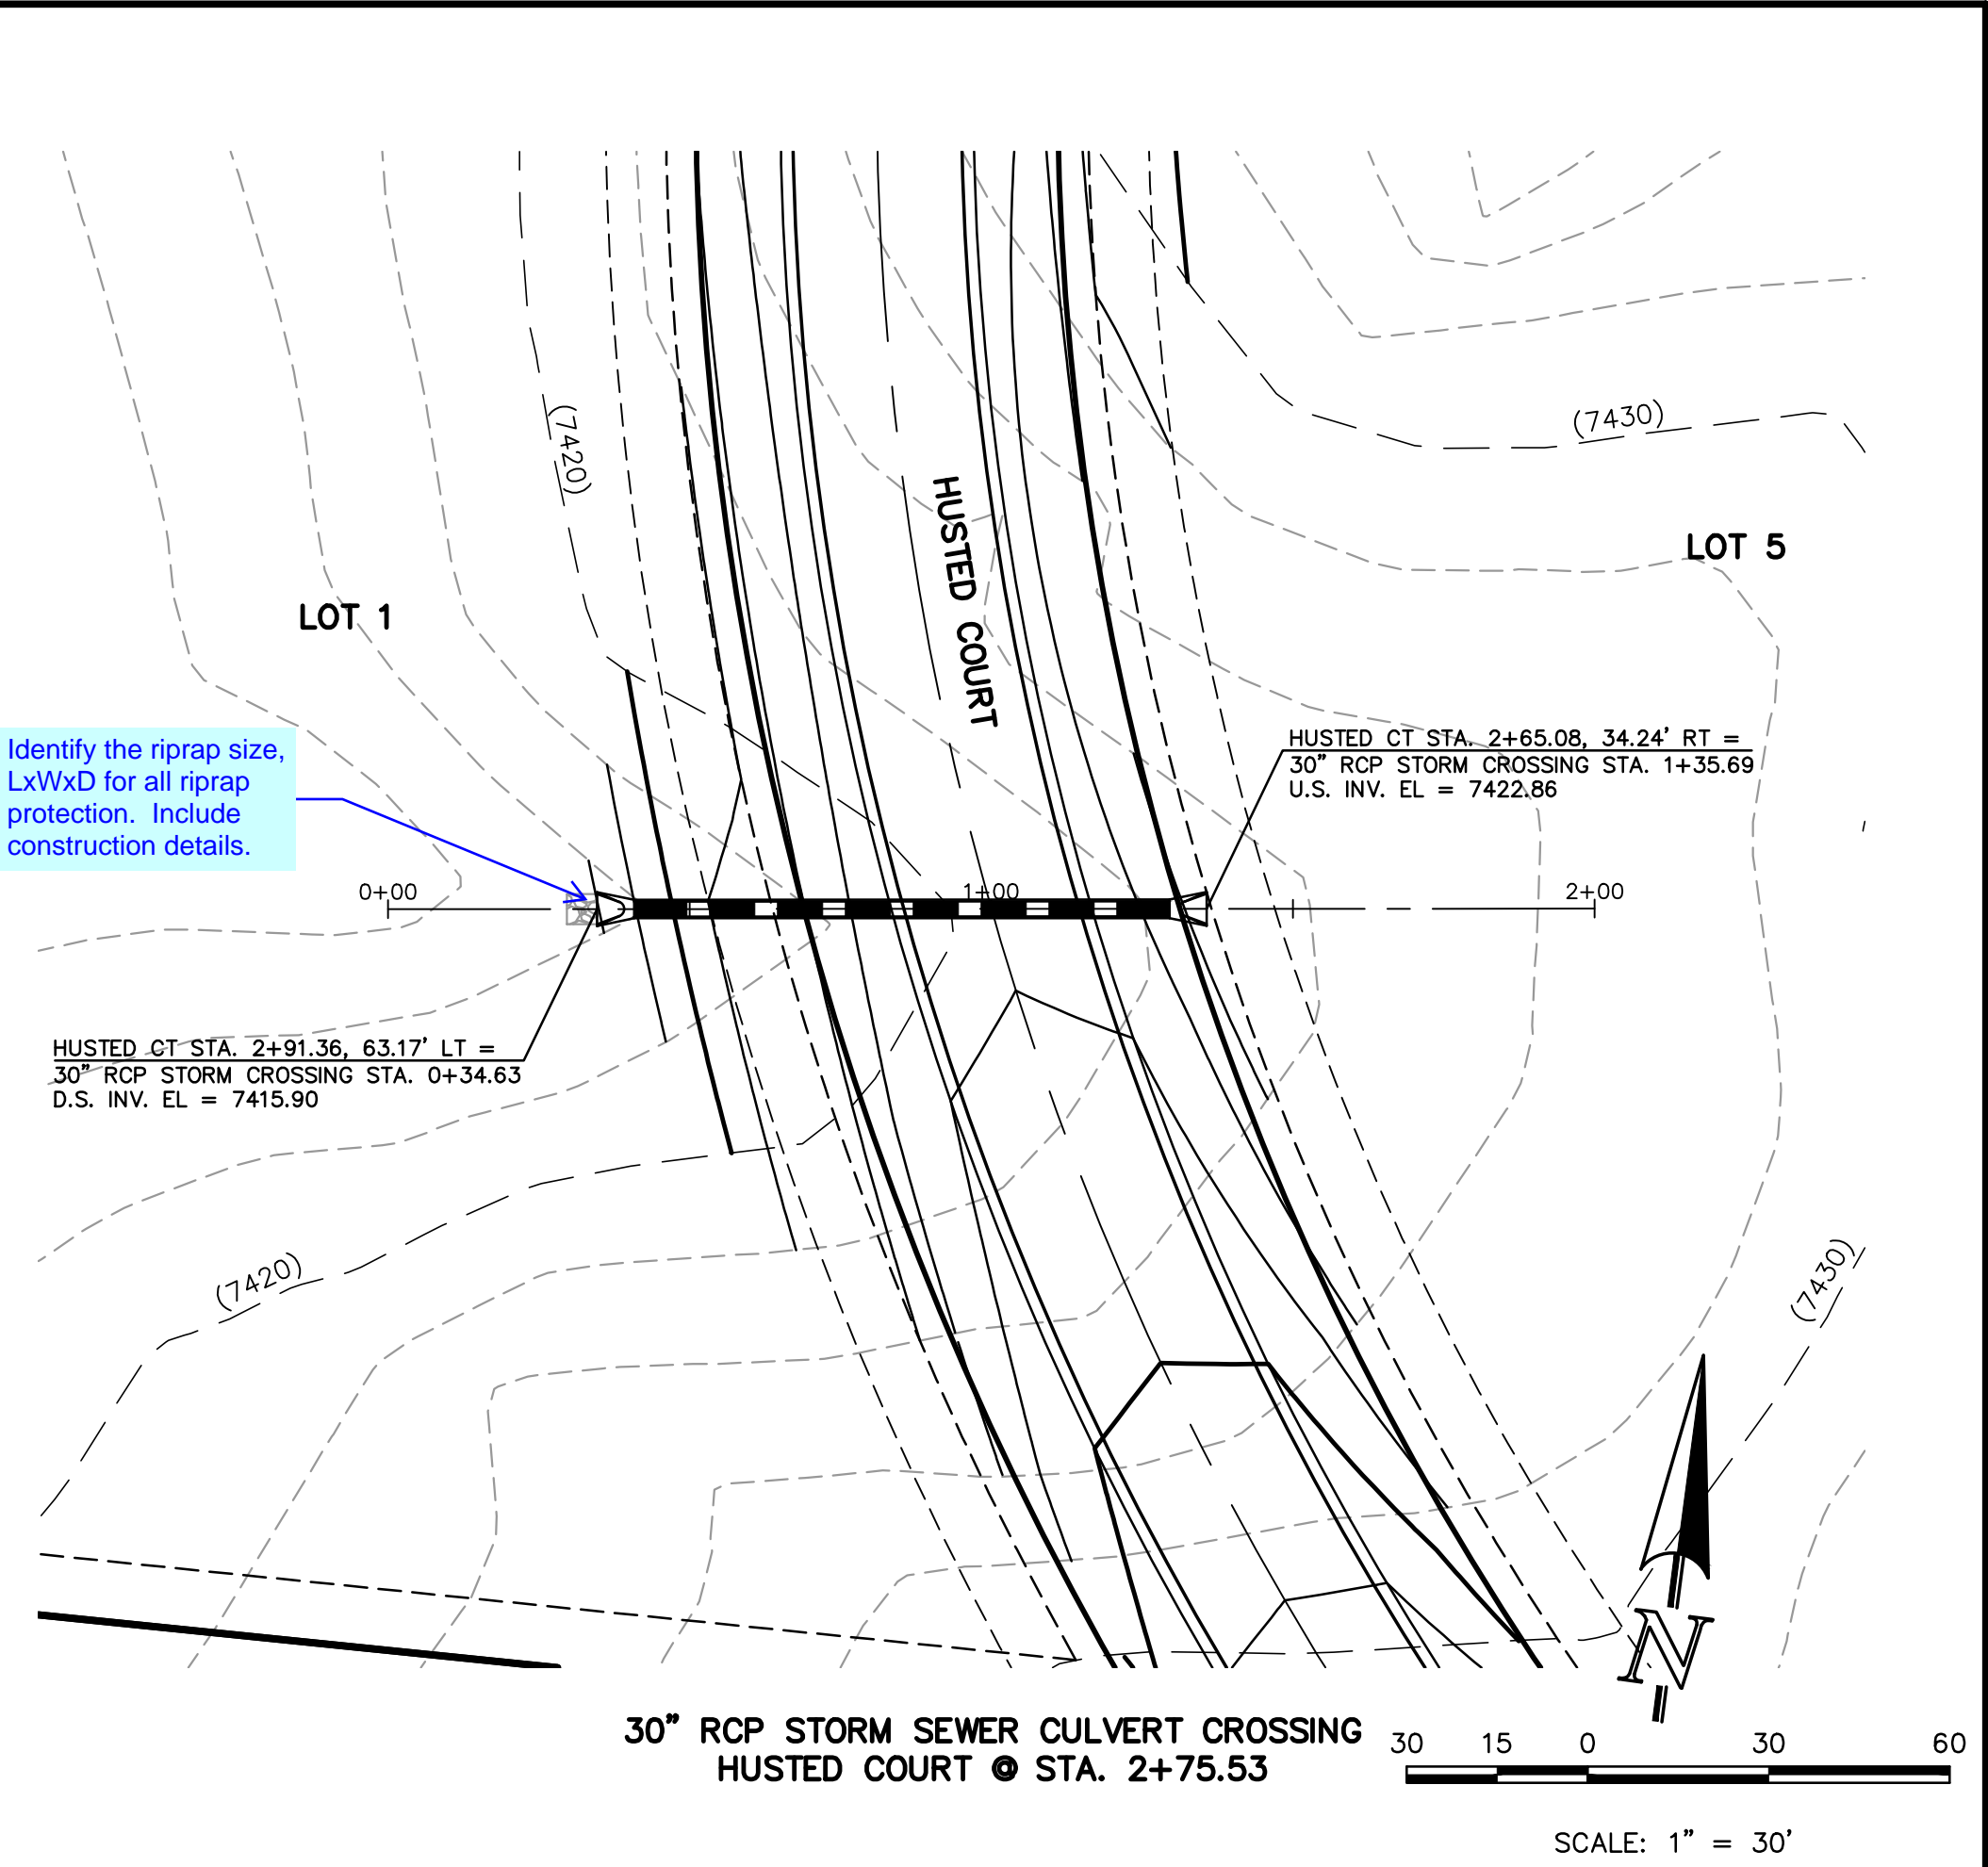 (7420)
(7430)
HUSTED COURT
LOT 5
LOT 1
Identify the riprap size,
LxWxD for all riprap
protection. Include
construction details.
HUSTED CT STA. 2+65.08, 34.24' RT =
30" RCP STORM CROSSING STA. 1+35.69
U.S. INV. EL = 7422.86
0+00
1+00
2+00
HUSTED CT STA. 2+91.36, 63.17' LT =
30" RCP STORM CROSSING STA. 0+34.63
D.S. INV. EL = 7415.90
(7420)
(7430)
N
30" RCP STORM SEWER CULVERT CROSSING
HUSTED COURT @ STA. 2+75.53
30 15 0 30 60
SCALE: 1" = 30'